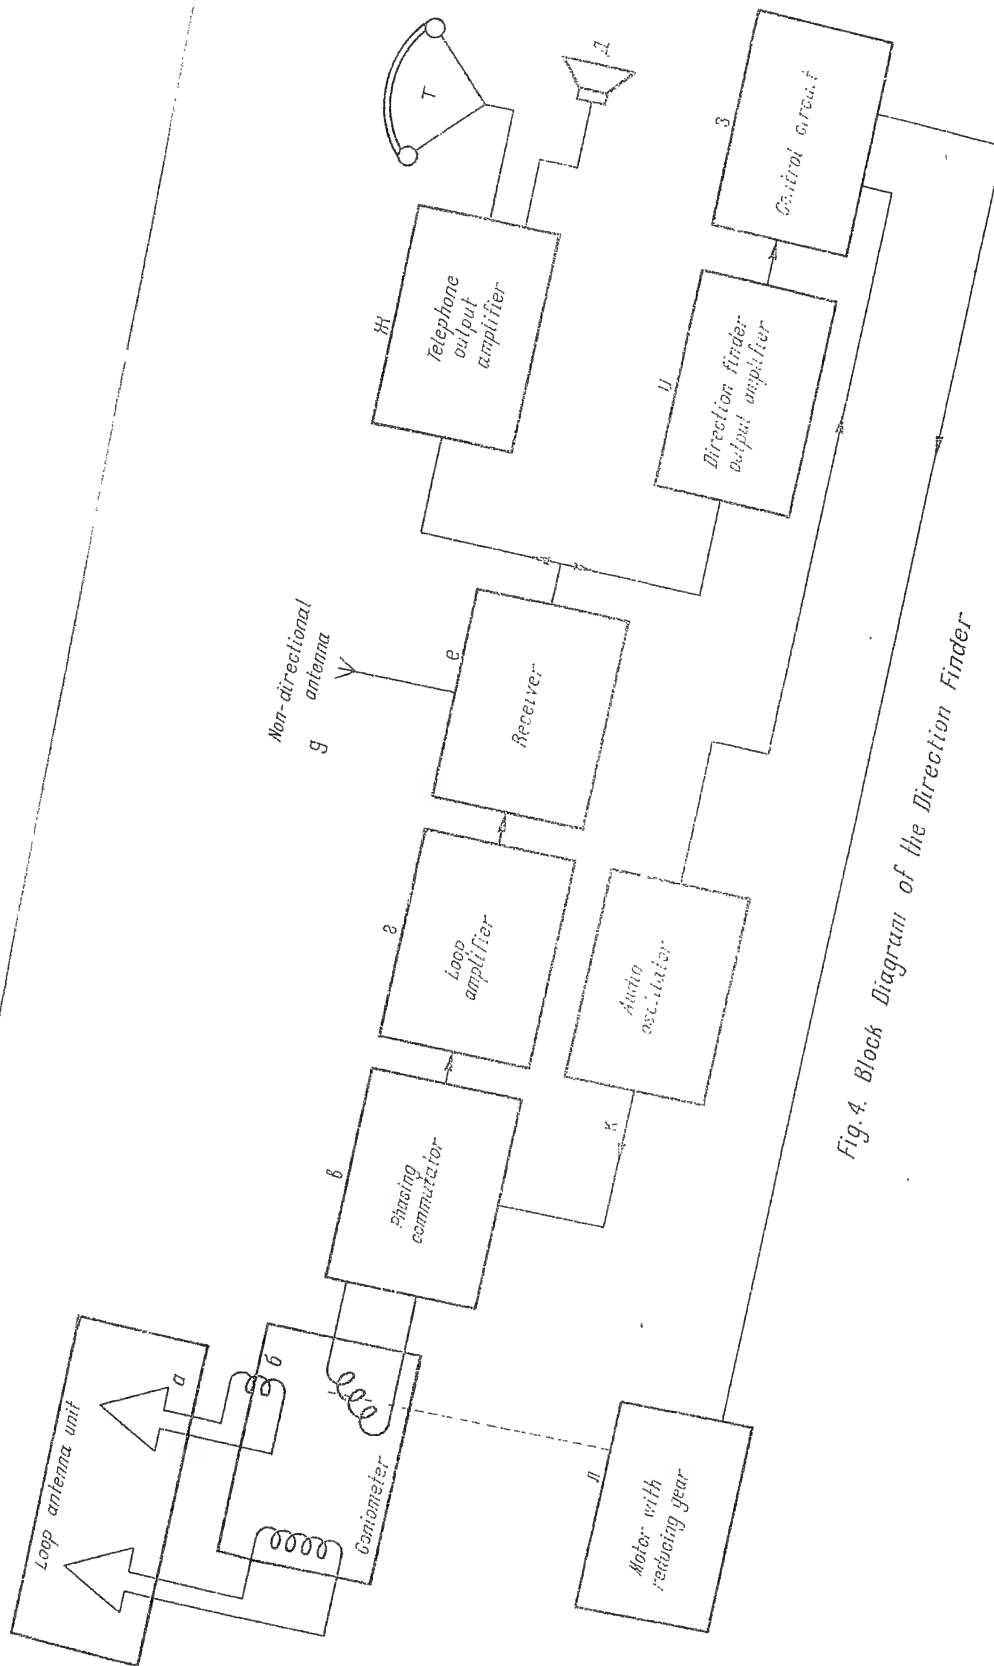 Loop antenna unit
а
б
Goniometer
в
Phasing
commutator
г
Loop
amplifier
Non-directional
antenna
g
е
Receiver
Ж
Telephone
output
amplifier
Т
Д
И
Direction finder
output amplifier
З
Control circuit
к
Audio
oscillator
л
Motor with
reducing gear
Fig. 4. Block Diagram of the Direction Finder